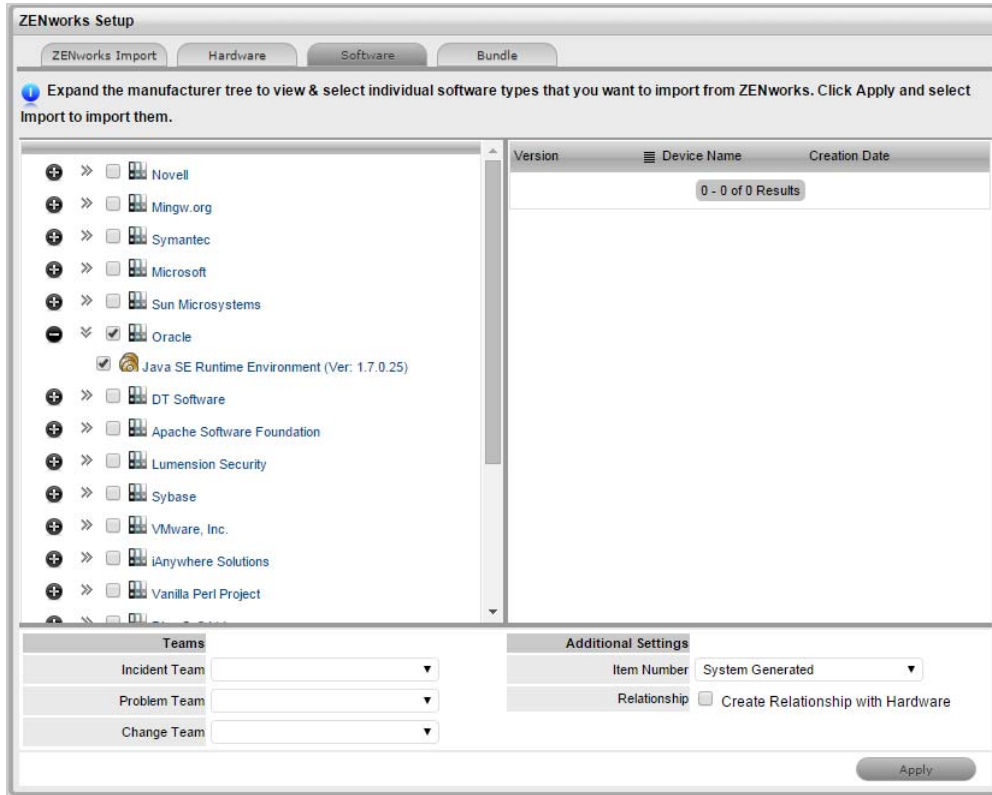 ZENworks Setup
ZENworks Import
Hardware
Software
Bundle
Expand the manufacturer tree to view & select individual software types that you want to import from ZENworks. Click Apply and select
Import to import them.
Novell
Mingw.org
Symantec
Microsoft
Sun Microsystems
Oracle
Java SE Runtime Environment (Ver: 1.7.0.25)
DT Software
Apache Software Foundation
Lumension Security
Sybase
VMware, Inc.
iAnywhere Solutions
Vanilla Perl Project
Version
Device Name
Creation Date
0 - 0 of 0 Results
Teams
Incident Team
Problem Team
Change Team
Additional Settings
Item Number System Generated
Relationship Create Relationship with Hardware
Apply